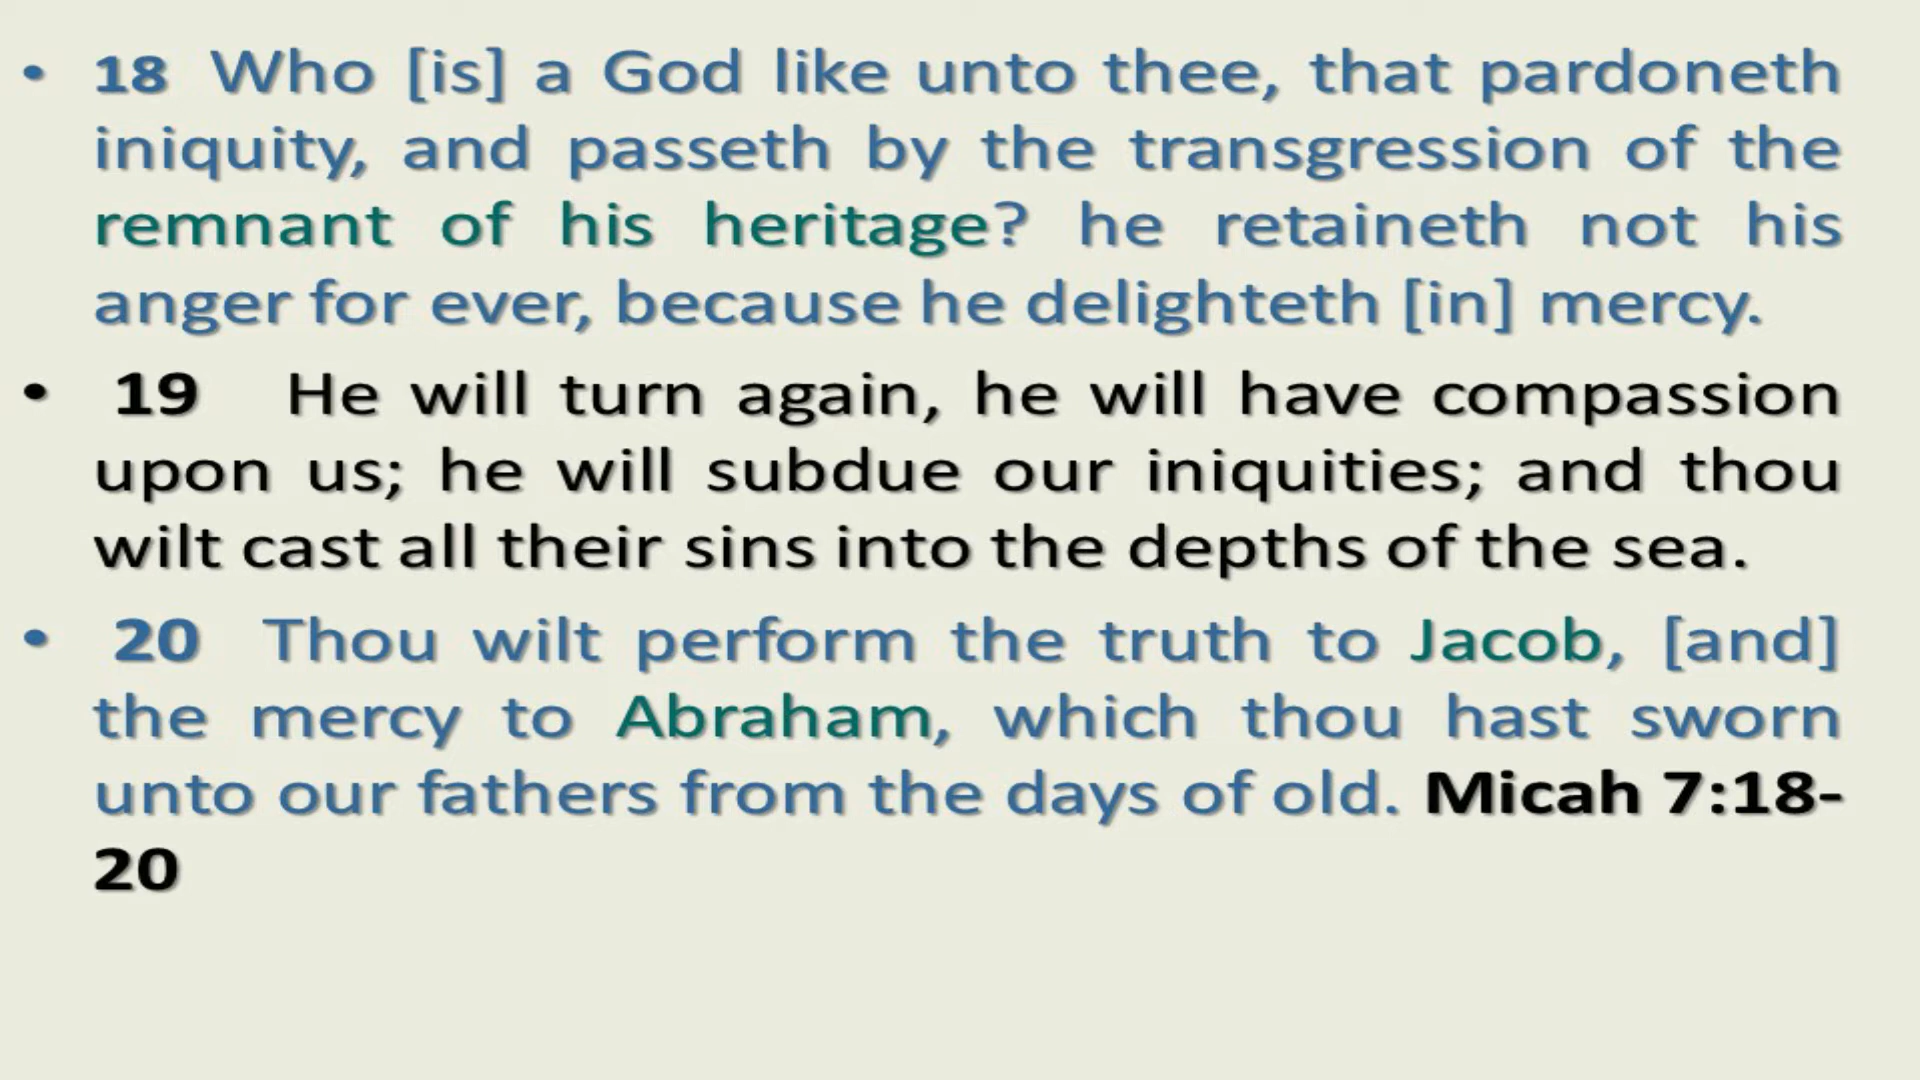 • 18 Who [is] a God like unto thee, that pardoneth
iniquity, and passeth by the transgression of the
remnant of his heritage? he retaineth not his
anger for ever, because he delighteth [in] mercy.
• 19 He will turn again, he will have compassion
upon us; he will subdue our iniquities; and thou
wilt cast all their sins into the depths of the sea.
• 20 Thou wilt perform the truth to Jacob, [and]
the mercy to Abraham, which thou hast sworn
unto our fathers from the days of old. Micah 7:18-
20